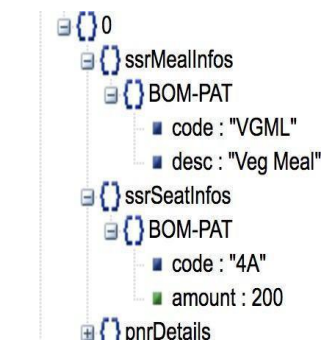 0
ssrMealInfos
BOM-PAT
code : "VGML"
desc : "Veg Meal"
ssrSeatInfos
BOM-PAT
code : "4A"
amount : 200
pnrDetails